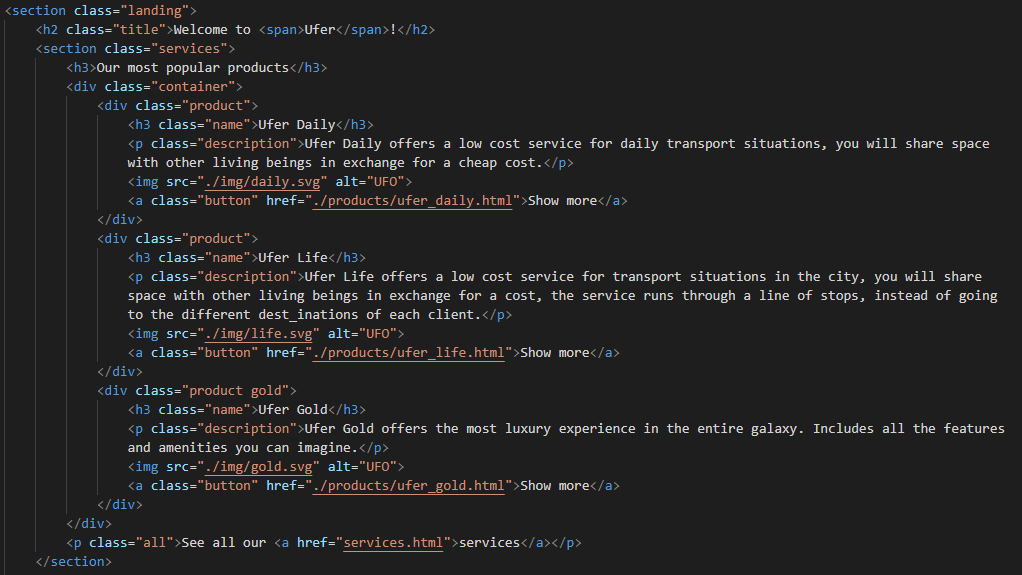 <section class="landing">
<h2 class="title">Welcome to <span>Ufer</span>!</h2>
<section class="services">
<h3>Our most popular products</h3>
<div class="container">
<div class="product">
<h3 class="name">Ufer Daily</h3>
<p class="description">Ufer Daily offers a low cost service for daily transport situations, you will share space
with other living beings in exchange for a cheap cost.</p>
<img src="./img/daily.svg" alt="UFO">
<a class="button" href="./products/ufer_daily.html">Show more</a>
</div>
<div class="product">
<h3 class="name">Ufer Life</h3>
<p class="description">Ufer Life offers a low cost service for transport situations in the city, you will share
space with other living beings in exchange for a cost, the service runs through a line of stops, instead of going
to the different dest_inations of each client.</p>
<img src="./img/life.svg" alt="UFO">
<a class="button" href="./products/ufer_life.html">Show more</a>
</div>
<div class="product gold">
<h3 class="name">Ufer Gold</h3>
<p class="description">Ufer Gold offers the most luxury experience in the entire galaxy. Includes all the features
and amenities you can imagine.</p>
<img src="./img/gold.svg" alt="UFO">
<a class="button" href="./products/ufer_gold.html">Show more</a>
</div>
</div>
<p class="all">See all our <a href="services.html">services</a></p>
</section>